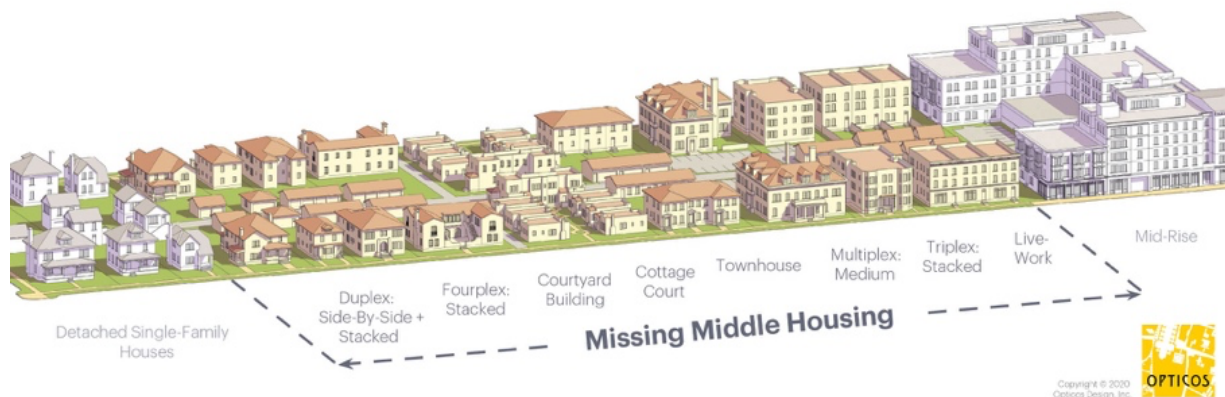 Detached Single-Family
Houses
Duplex:
Side-By-Side +
Stacked
Fourplex:
Stacked
Courtyard
Building
Cottage
Court
Townhouse
Multiplex:
Medium
Triplex:
Stacked
Live-
Work
Mid-Rise
Missing Middle Housing
OPTICOS
Copyright © 2020
Opticos Design, Inc.